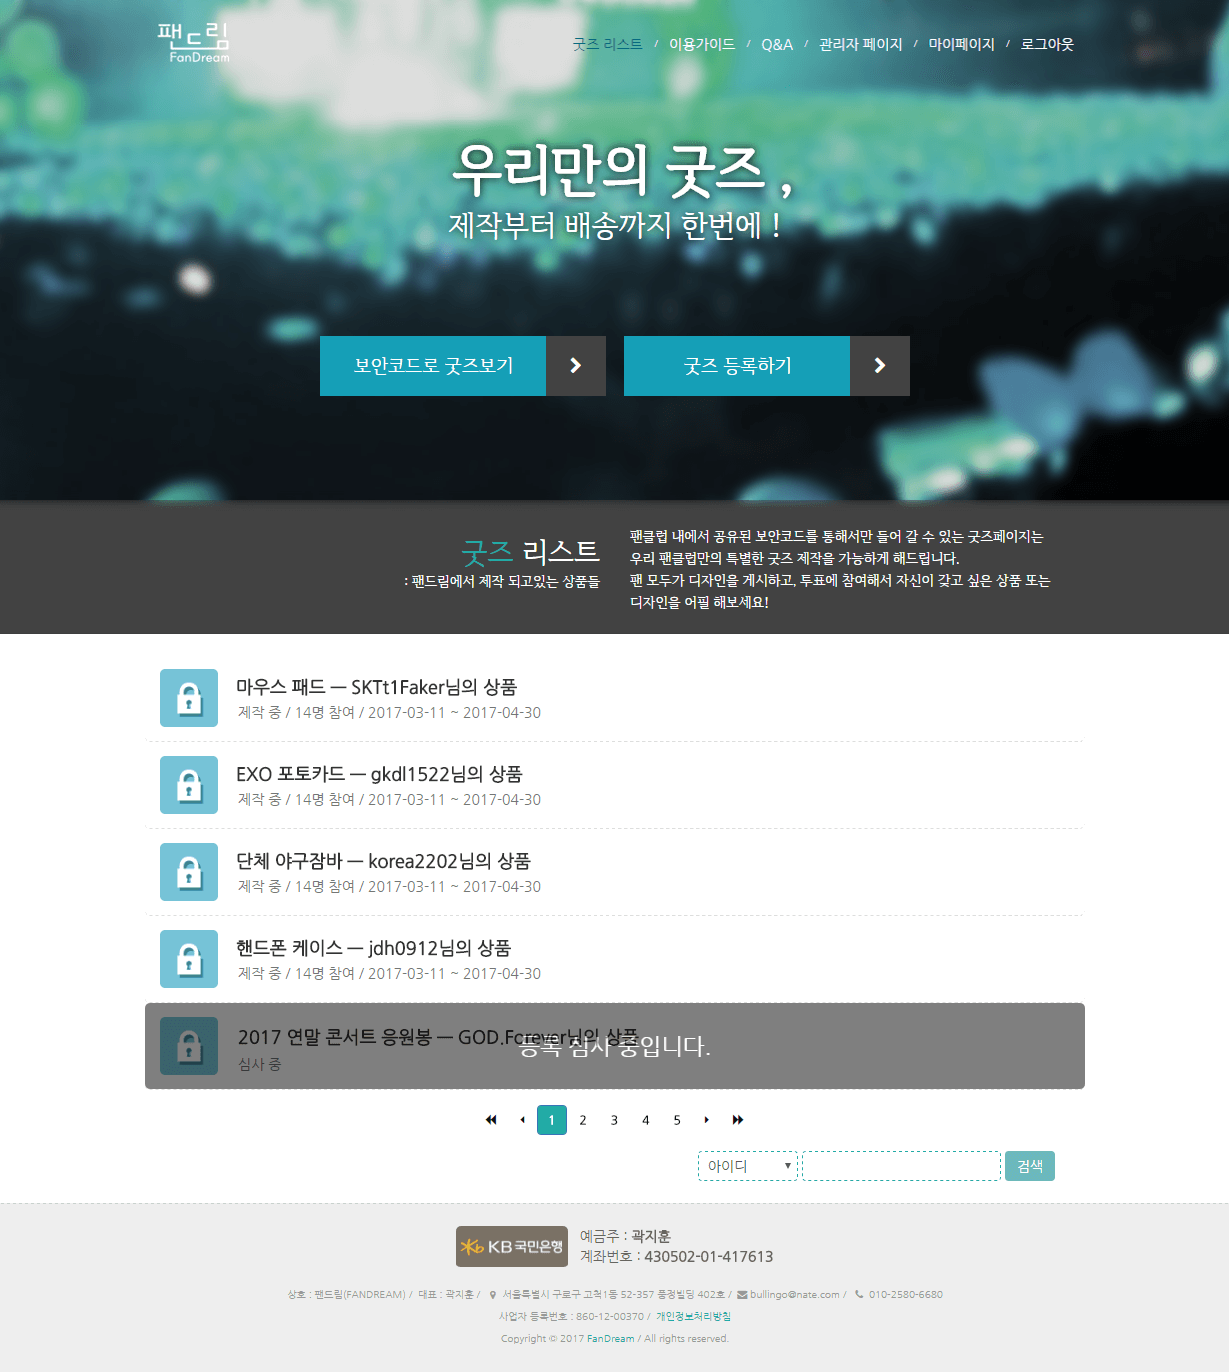 팬드림
FanDream
굿즈 리스트 / 이용가이드 / Q&A / 관리자 페이지 / 마이페이지 / 로그아웃
우리만의 굿즈 ,
제작부터 배송까지 한번에 !
보안코드로 굿즈보기
굿즈 등록하기
굿즈 리스트
: 팬드림에서 제작 되고있는 상품들
팬클럽 내에서 공유된 보안코드를 통해서만 들어 갈 수 있는 굿즈페이지는
우리 팬클럽만의 특별한 굿즈 제작을 가능하게 해드립니다.
팬 모두가 디자인을 게시하고, 투표에 참여해서 자신이 갖고 싶은 상품 또는
디자인을 어필 해보세요!
마우스 패드 — SKTt1Faker님의 상품
제작 중 / 14명 참여 / 2017-03-11 ~ 2017-04-30
EXO 포토카드 — gkdl1522님의 상품
제작 중 / 14명 참여 / 2017-03-11 ~ 2017-04-30
단체 야구잠바 — korea2202님의 상품
제작 중 / 14명 참여 / 2017-03-11 ~ 2017-04-30
핸드폰 케이스 — jdh0912님의 상품
제작 중 / 14명 참여 / 2017-03-11 ~ 2017-04-30
2017 연말 콘서트 응원봉 — GOD.Forever님의 상품
등록 심사 중입니다.
심사 중
1 2 3 4 5
아이디
검색
KB 국민은행
예금주 : 곽지훈
계좌번호 : 430502-01-417613
상호 : 팬드림(FANDREAM) / 대표 : 곽지훈 / 서울특별시 구로구 고척1동 52-357 풍정빌딩 402호 / bullingo@nate.com / 010-2580-6680
사업자 등록번호 : 860-12-00370 / 개인정보처리방침
Copyright © 2017 FanDream / All rights reserved.